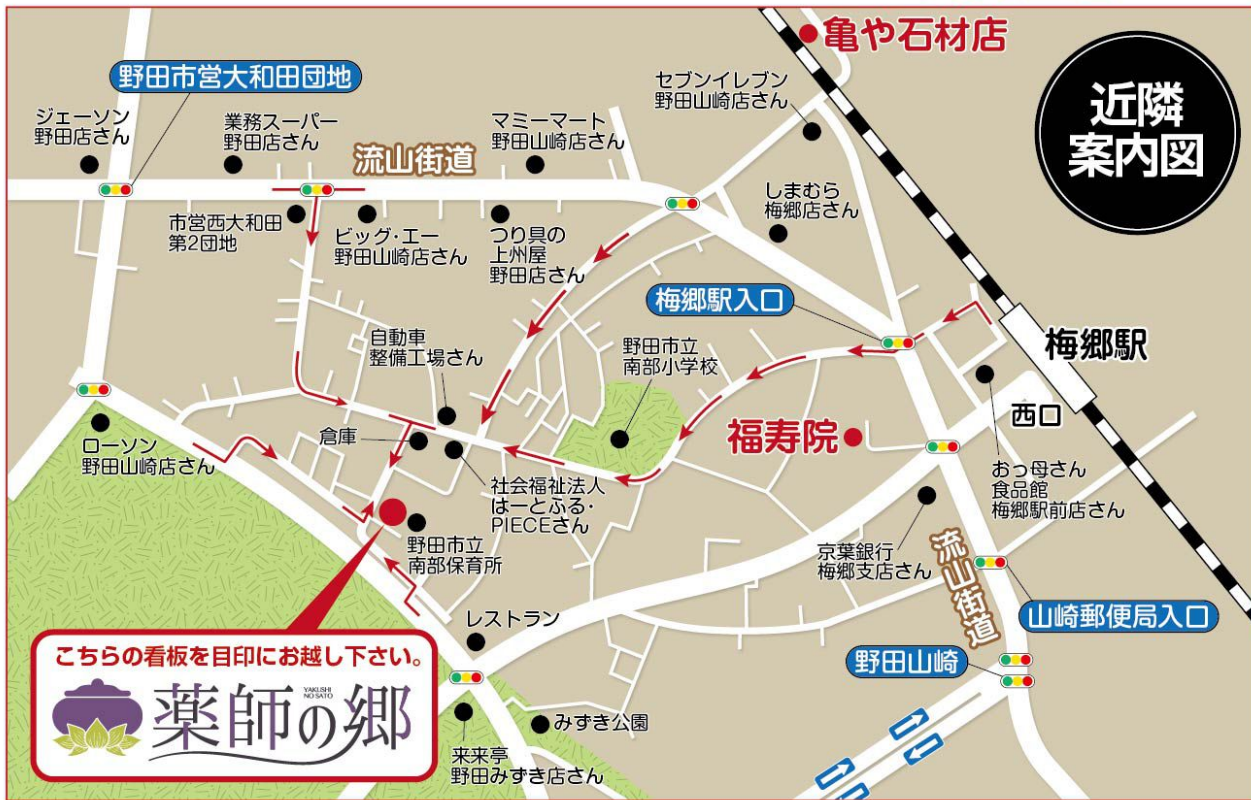 亀や石材店
近隣
案内図
野田市営大和田団地
セブンイレブン
野田山崎店さん
ジェーソン
野田店さん
業務スーパー
野田店さん
マミーマート
野田山崎店さん
流山街道
しまむら
梅郷店さん
市営西大和田
第2団地
ビッグ・エー
野田山崎店さん
つり具の
上州屋
野田店さん
梅郷駅入口
梅郷駅
自動車
整備工場さん
野田市立
南部小学校
西口
倉庫
福寿院
ローソン
野田山崎店さん
おっ母さん
食品館
梅郷駅前店さん
社会福祉法人
はーとふる・
PIECEさん
京葉銀行
梅郷支店さん
野田市立
南部保育所
流山街道
山崎郵便局入口
レストラン
野田山崎
こちらの看板を目印にお越し下さい。
YAKUSHI
NO SATO
薬師の郷
みずき公園
来来亭
野田みずき店さん